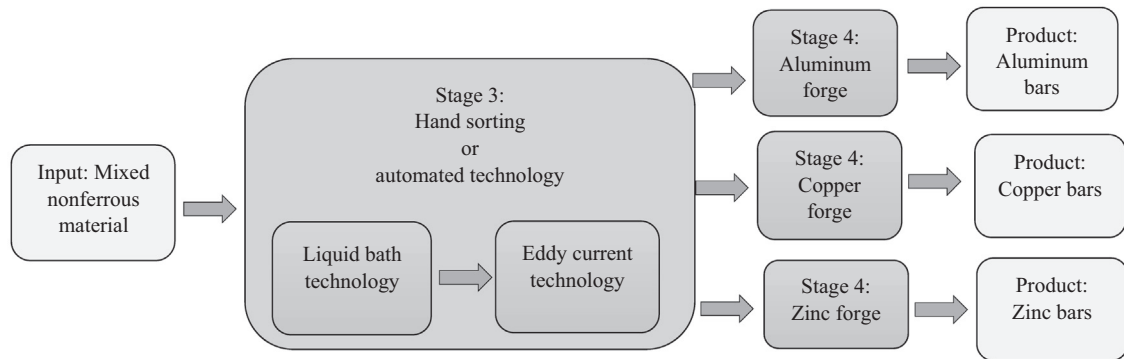 Input: Mixed
nonferrous
material
Stage 3:
Hand sorting
or
automated technology
Liquid bath
technology
Eddy current
technology
Stage 4:
Aluminum
forge
Product:
Aluminum
bars
Stage 4:
Copper
forge
Product:
Copper bars
Stage 4:
Zinc forge
Product:
Zinc bars